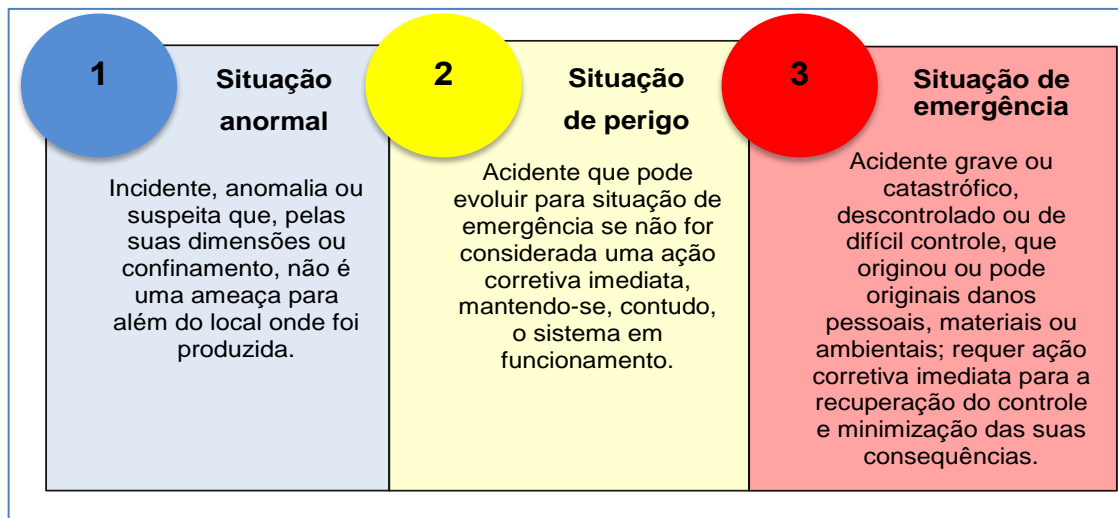 1
Situação
anormal
Incidente, anomalia ou
suspeita que, pelas
suas dimensões ou
confinamento, não é
uma ameaça para
além do local onde foi
produzida.
2
Situação
de perigo
Acidente que pode
evoluir para situação de
emergência se não for
considerada uma ação
corretiva imediata,
mantendo-se, contudo,
o sistema em
funcionamento.
3
Situação de
emergência
Acidente grave ou
catastrófico,
descontrolado ou de
difícil controle, que
originou ou pode
originais danos
pessoais, materiais ou
ambientais; requer ação
corretiva imediata para a
recuperação do controle
e minimização das suas
consequências.